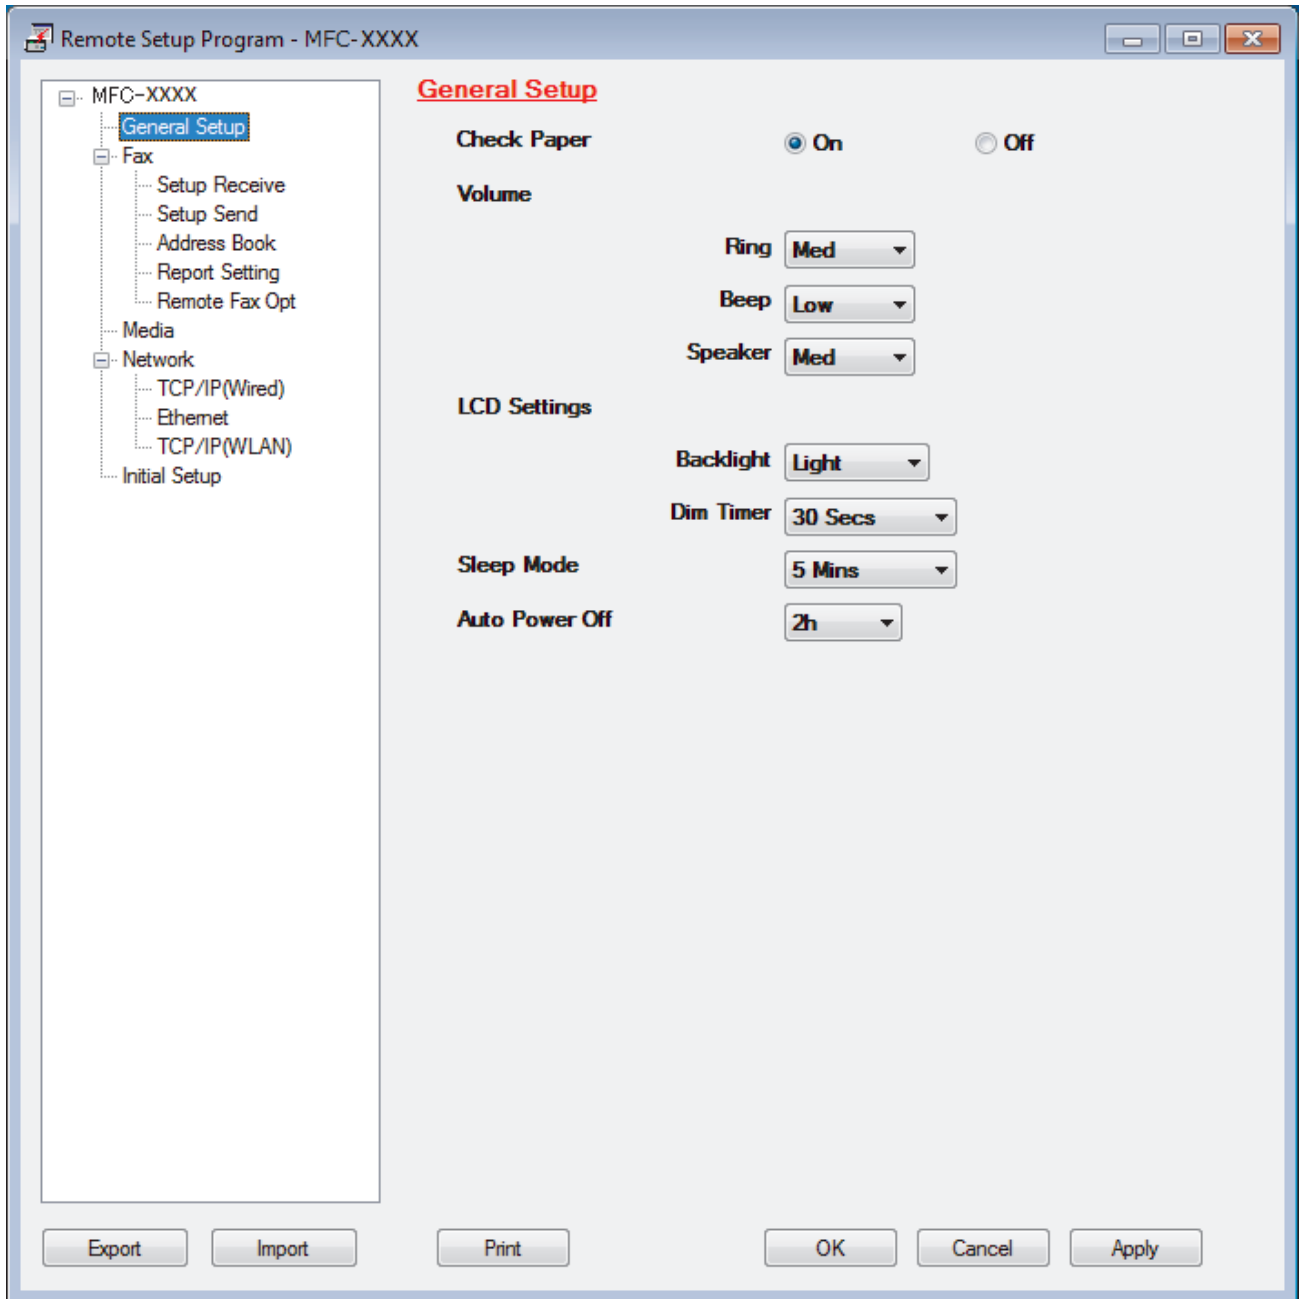 Remote Setup Program - MFC-XXXX
MFC-XXXX
General Setup
Fax
Setup Receive
Setup Send
Address Book
Report Setting
Remote Fax Opt
Media
Network
TCP/IP(Wired)
Ethernet
TCP/IP(WLAN)
Initial Setup
General Setup
Check Paper On Off
Volume
Ring Med
Beep Low
Speaker Med
LCD Settings
Backlight Light
Dim Timer 30 Secs
Sleep Mode 5 Mins
Auto Power Off 2h
Export Import Print OK Cancel Apply